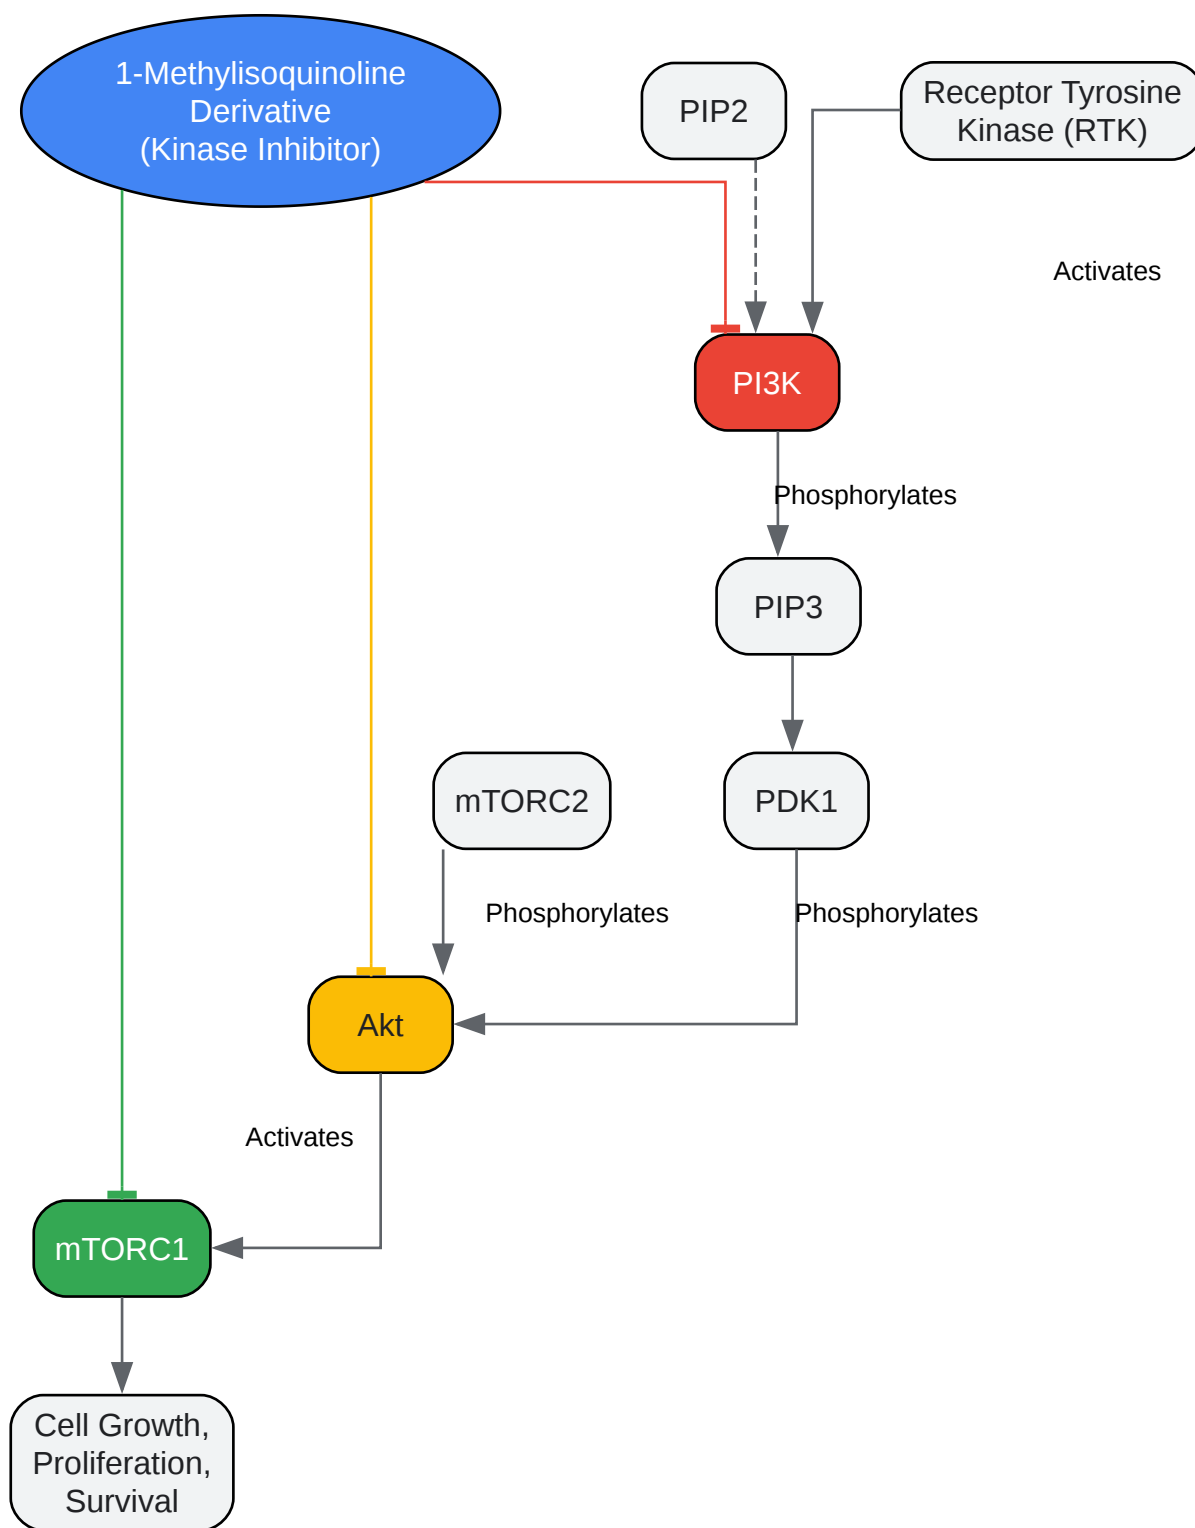 1-Methylisoquinoline
Derivative
(Kinase Inhibitor)
PIP2
Receptor Tyrosine
Kinase (RTK)
Activates
PI3K
Phosphorylates
PIP3
mTORC2
PDK1
Phosphorylates
Phosphorylates
Akt
Activates
mTORC1
Cell Growth,
Proliferation,
Survival